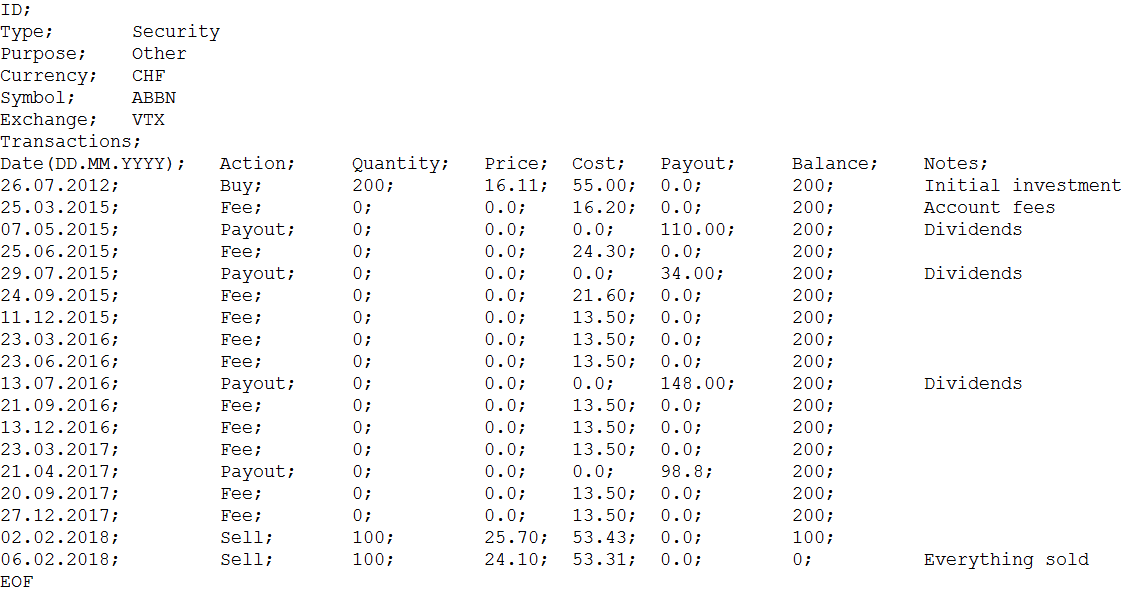 ID;
Type; Security
Purpose; Other
Currency; CHF
Symbol; ABBN
Exchange; VTX
Transactions;
Date(DD.MM.YYYY); Action; Quantity; Price; Cost; Payout; Balance; Notes;
26.07.2012; Buy; 200; 16.11; 55.00; 0.0; 200; Initial investment
25.03.2015; Fee; 0; 0.0; 16.20; 0.0; 200; Account fees
07.05.2015; Payout; 0; 0.0; 0.0; 110.00; 200; Dividends
25.06.2015; Fee; 0; 0.0; 24.30; 0.0; 200;
29.07.2015; Payout; 0; 0.0; 0.0; 34.00; 200; Dividends
24.09.2015; Fee; 0; 0.0; 21.60; 0.0; 200;
11.12.2015; Fee; 0; 0.0; 13.50; 0.0; 200;
23.03.2016; Fee; 0; 0.0; 13.50; 0.0; 200;
23.06.2016; Fee; 0; 0.0; 13.50; 0.0; 200;
13.07.2016; Payout; 0; 0.0; 0.0; 148.00; 200; Dividends
21.09.2016; Fee; 0; 0.0; 13.50; 0.0; 200;
13.12.2016; Fee; 0; 0.0; 13.50; 0.0; 200;
23.03.2017; Fee; 0; 0.0; 13.50; 0.0; 200;
21.04.2017; Payout; 0; 0.0; 0.0; 98.8; 200;
20.09.2017; Fee; 0; 0.0; 13.50; 0.0; 200;
27.12.2017; Fee; 0; 0.0; 13.50; 0.0; 200;
02.02.2018; Sell; 100; 25.70; 53.43; 0.0; 100;
06.02.2018; Sell; 100; 24.10; 53.31; 0.0; 0; Everything sold
EOF